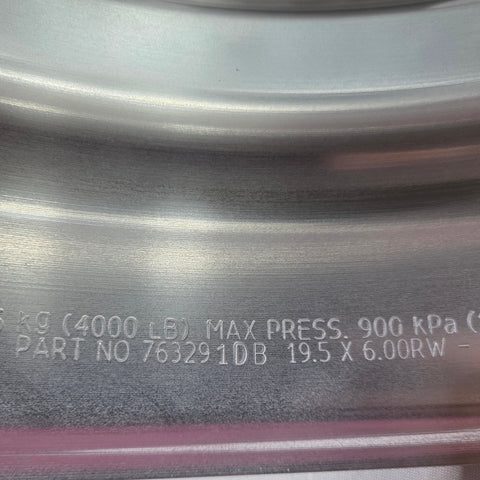 kg (4000 LB) MAX PRESS. 900 kPa (
PART NO 763291DB 19.5 X 6.00RW -